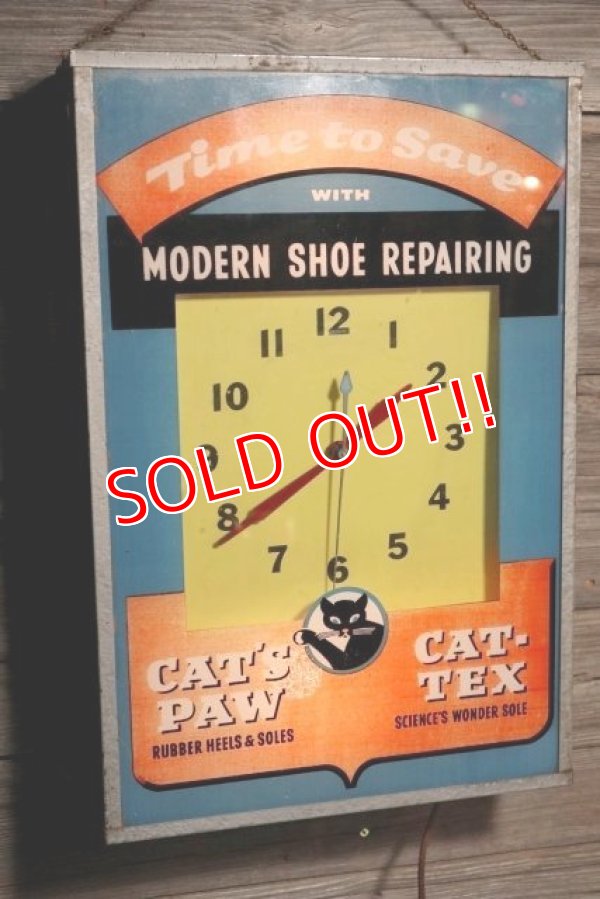 Time to Save
WITH
MODERN SHOE REPAIRING
12
11 1
10 2
9 3
8 4
7 5
6
SOLD OUT!!
CAT'S
PAW
RUBBER HEELS & SOLES
CAT-
TEX
SCIENCE'S WONDER SOLE